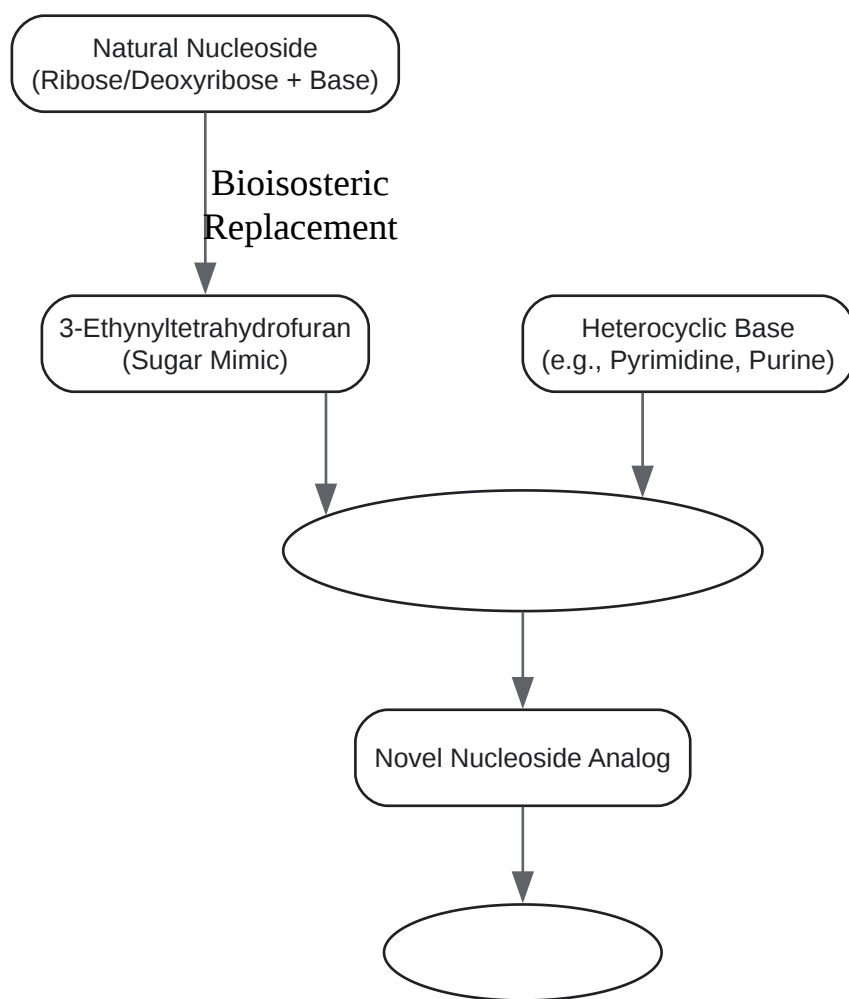 Natural Nucleoside
(Ribose/Deoxyribose + Base)
Bioisosteric
Replacement
3-Ethynyltetrahydrofuran
(Sugar Mimic)
Heterocyclic Base
(e.g., Pyrimidine, Purine)
Novel Nucleoside Analog